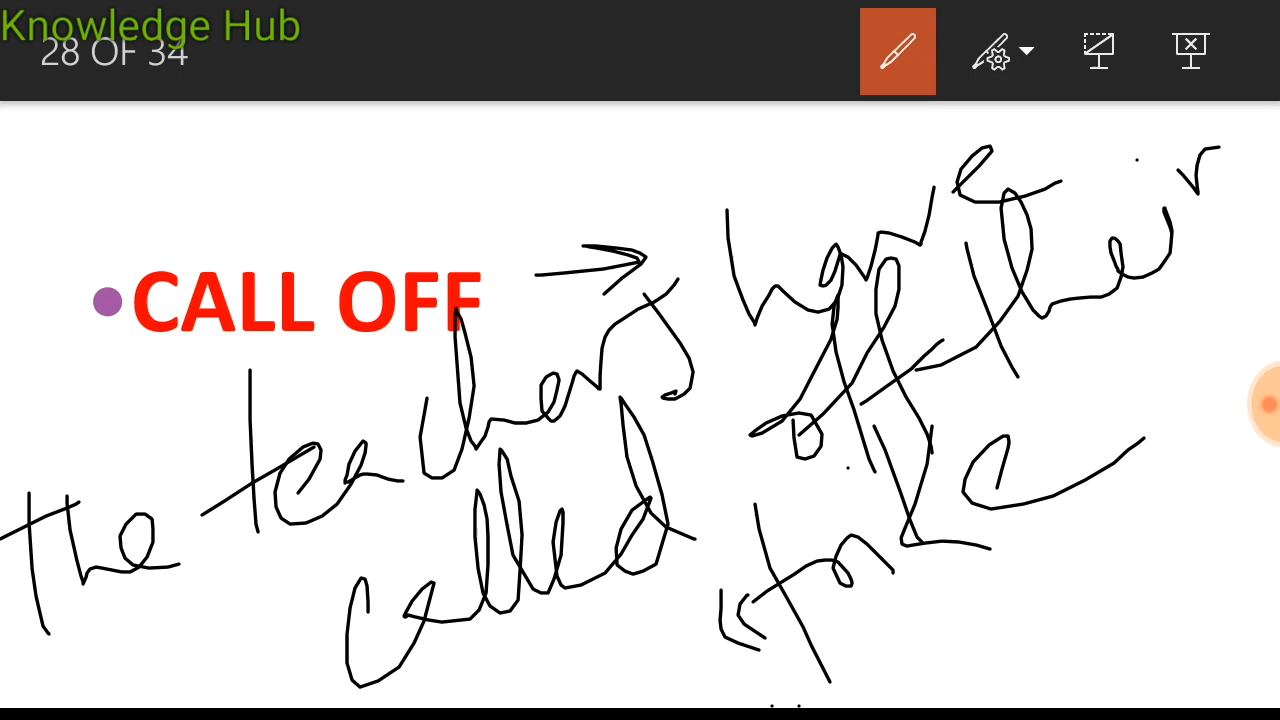 Knowledge Hub
28 OF 34
•CALL OFF
The teachers have
called off their
strike